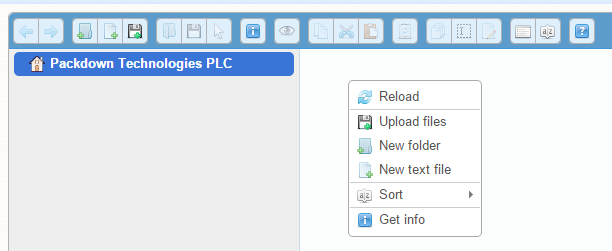 Packdown Technologies PLC
Reload
Upload files
New folder
New text file
Sort
Get info